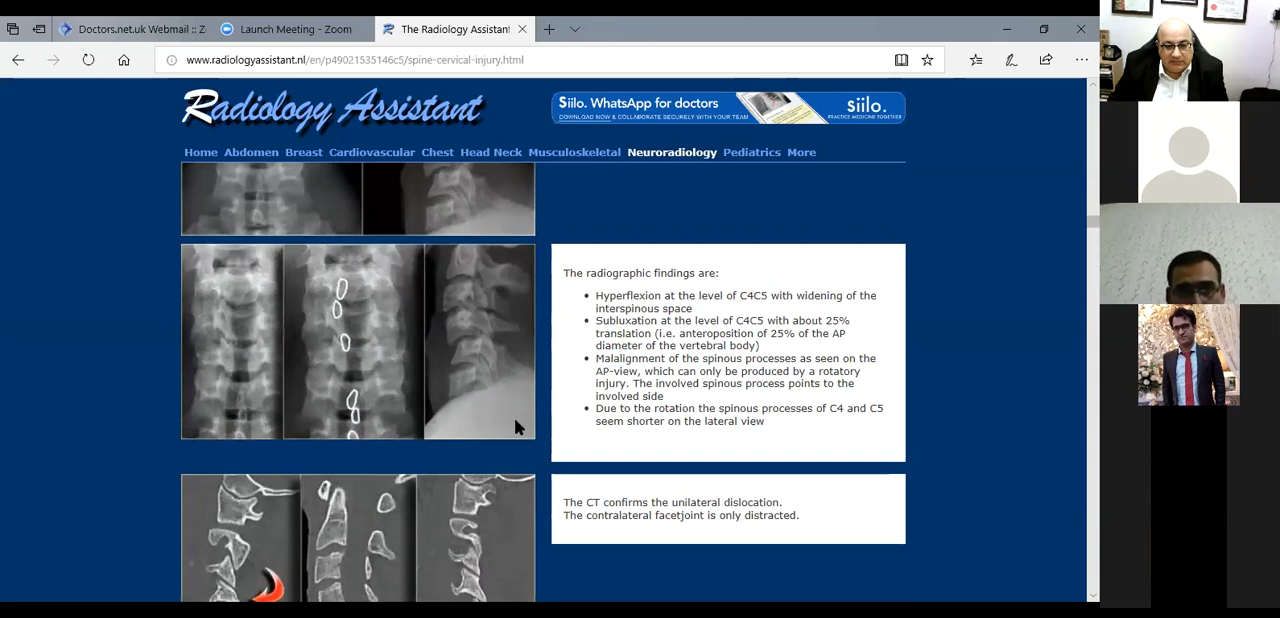 Doctors.net.uk Webmail :: Z
Launch Meeting - Zoom
The Radiology Assistant
www.radiologyassistant.nl/en/p49021535146c5/spine-cervical-injury.html
Radiology Assistant
Siilo. WhatsApp for doctors
DOWNLOAD NOW & COLLABORATE SECURELY WITH YOUR TEAM
siilo.
PRACTICE MEDICINE TOGETHER
Home Abdomen Breast Cardiovascular Chest Head Neck Musculoskeletal Neuroradiology Pediatrics More
The radiographic findings are:
• Hyperflexion at the level of C4C5 with widening of the
interspinous space
• Subluxation at the level of C4C5 with about 25%
translation (i.e. anteroposition of 25% of the AP
diameter of the vertebral body)
• Malalignment of the spinous processes as seen on the
AP-view, which can only be produced by a rotatory
injury. The involved spinous process points to the
involved side
• Due to the rotation the spinous processes of C4 and C5
seem shorter on the lateral view
The CT confirms the unilateral dislocation.
The contralateral facetjoint is only distracted.